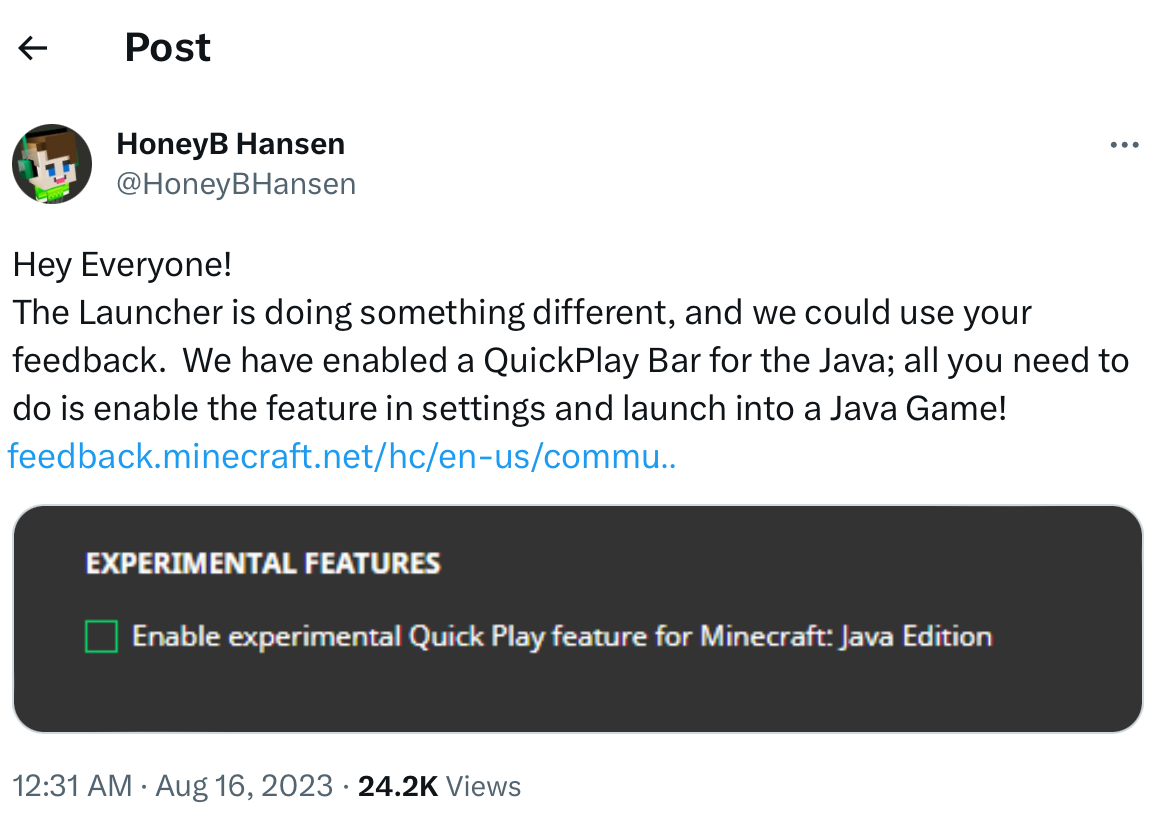 Post
HoneyB Hansen
@HoneyBHansen
Hey Everyone!
The Launcher is doing something different, and we could use your
feedback.  We have enabled a QuickPlay Bar for the Java; all you need to
do is enable the feature in settings and launch into a Java Game!
feedback.minecraft.net/hc/en-us/commu..
EXPERIMENTAL FEATURES
Enable experimental Quick Play feature for Minecraft: Java Edition
12:31 AM · Aug 16, 2023 · 24.2K Views